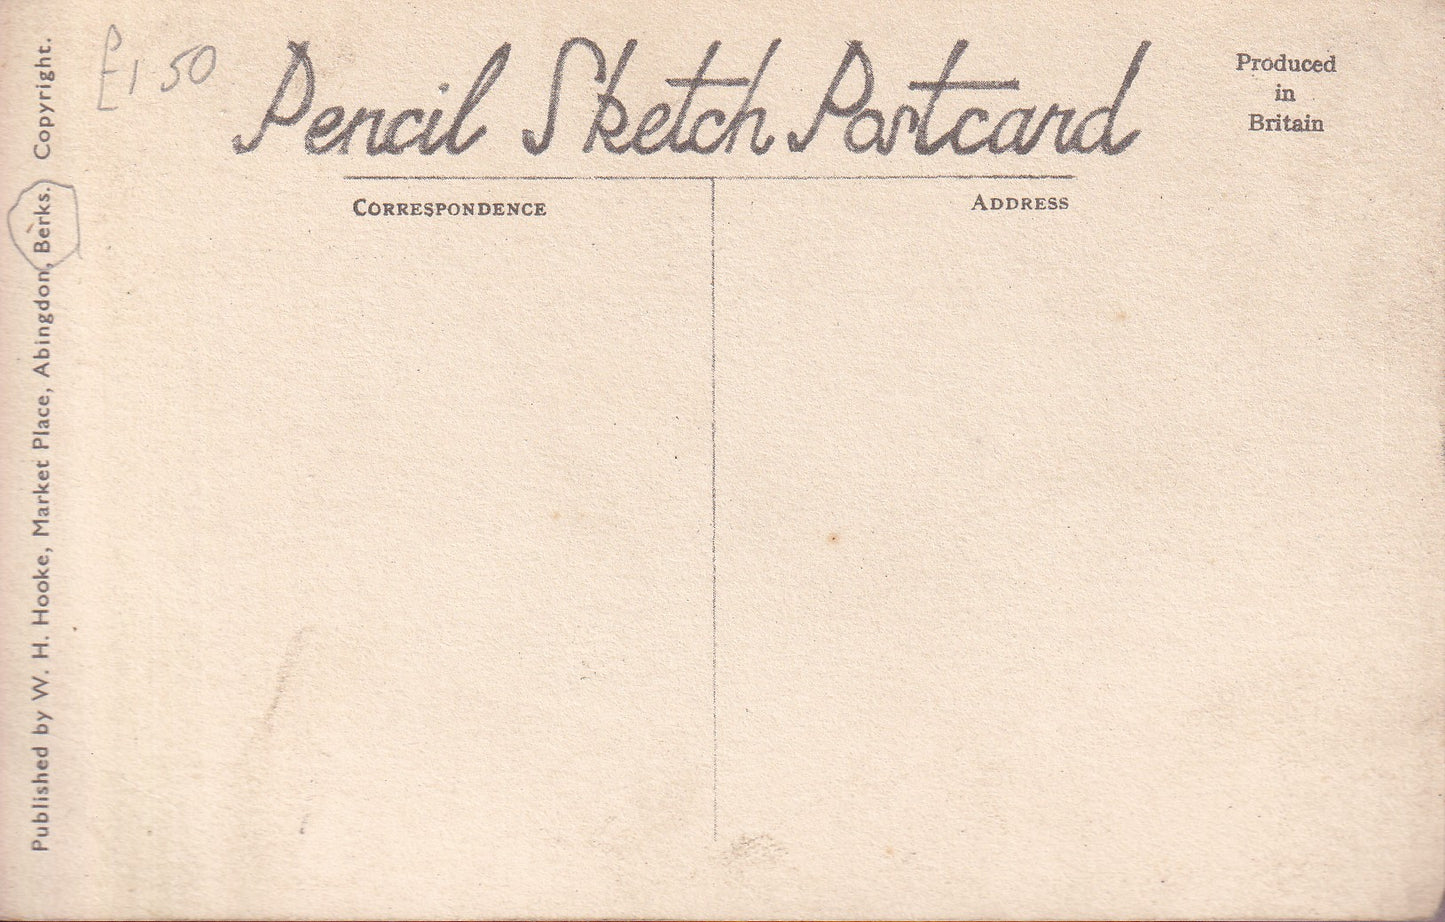 £1 50
Pencil Sketch Postcard
Produced
in
Britain
CORRESPONDENCE
ADDRESS
Published by W. H. Hooke, Market Place, Abingdon, Berks. Copyright.